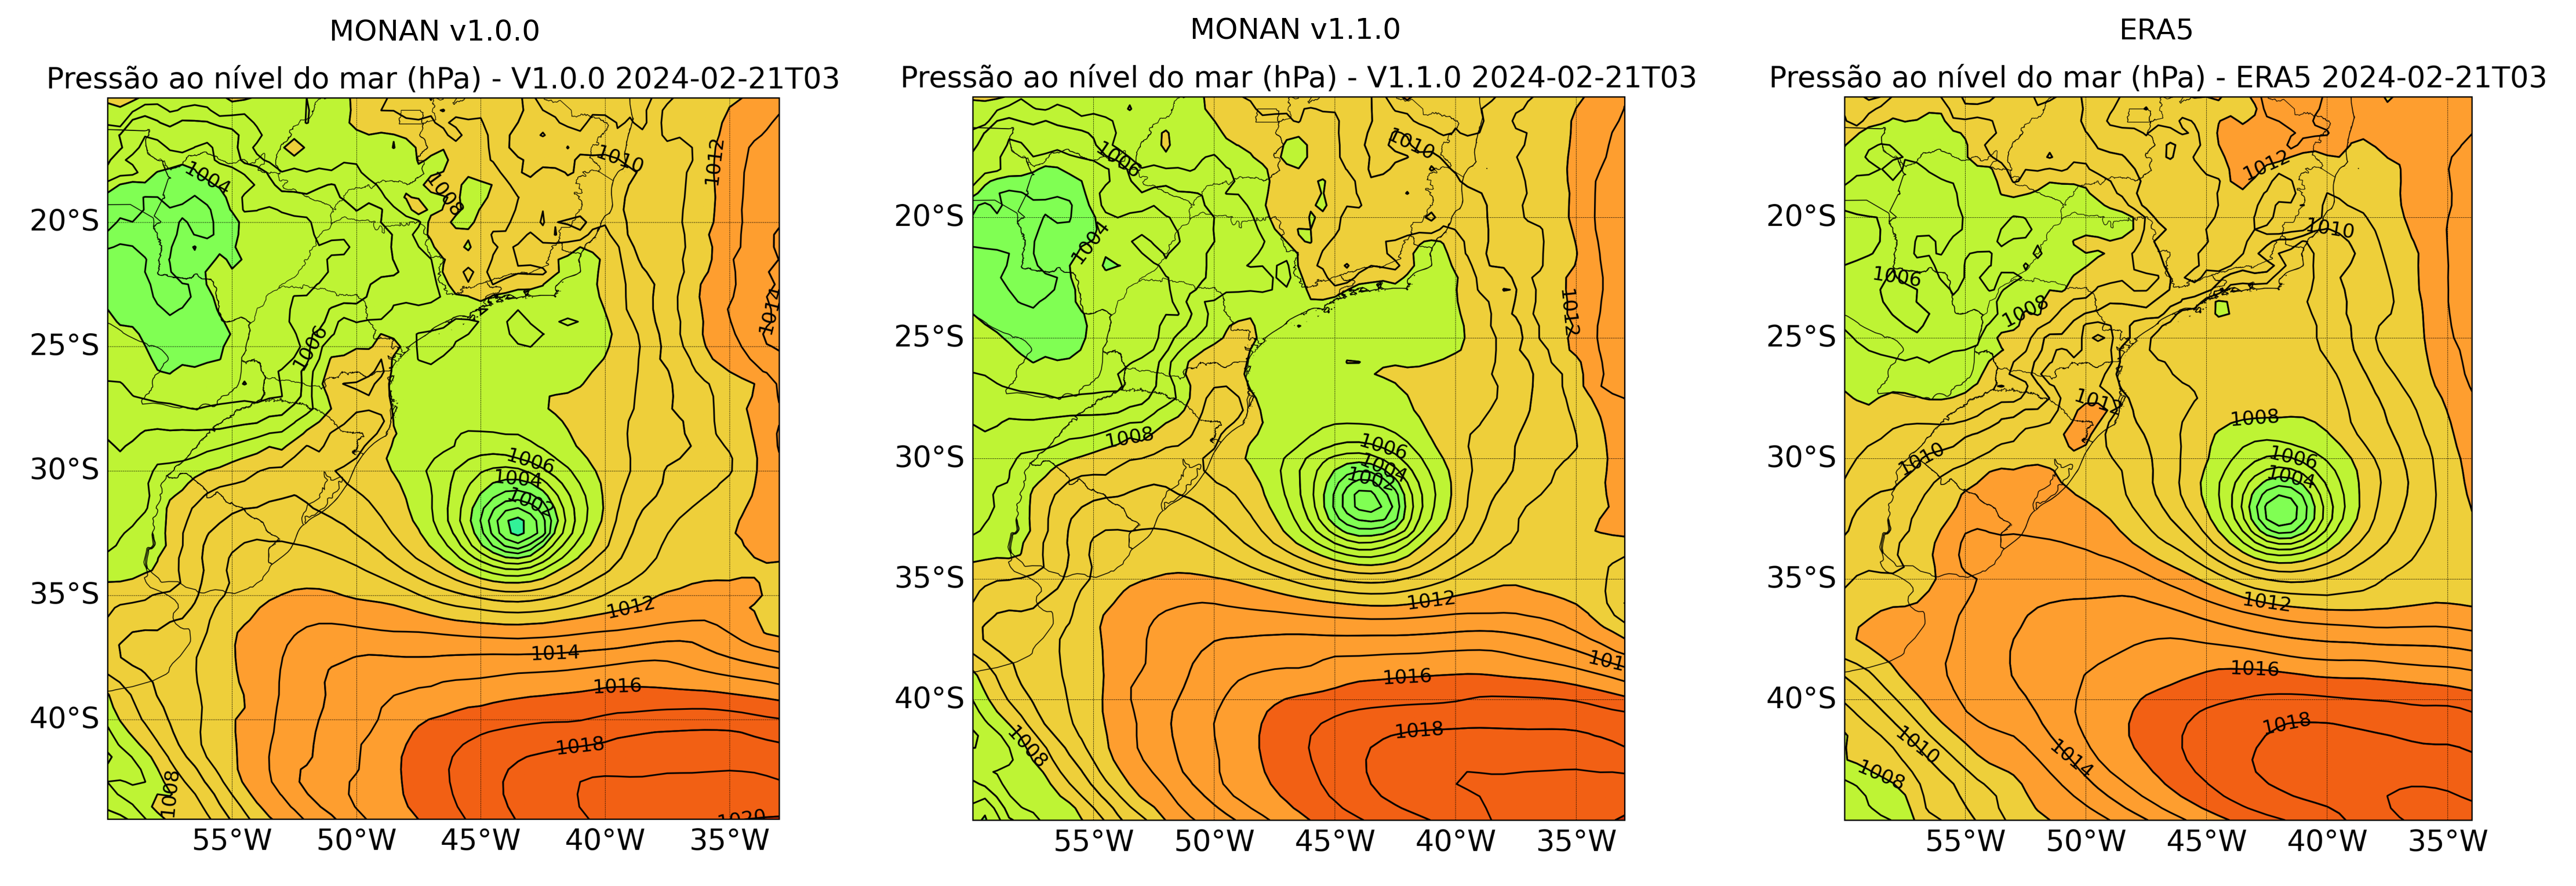 MONAN v1.0.0
Pressão ao nível do mar (hPa) - V1.0.0 2024-02-21T03
1004
1010
1012
1008
20°S
1014
1006
25°S
1006
30°S
1004
1002
35°S
1012
1014
1016
40°S
1018
1008
1020
55°W 50°W 45°W 40°W 35°W
MONAN v1.1.0
Pressão ao nível do mar (hPa) - V1.1.0 2024-02-21T03
1006
1010
20°S
1004
1012
25°S
1008
1006
30°S
1004
1002
35°S
1012
101
1016
40°S
1018
1008
55°W 50°W 45°W 40°W 35°W
ERA5
Pressão ao nível do mar (hPa) - ERA5 2024-02-21T03
1012
20°S
1010
1006
1008
25°S
1012
1008
1010
30°S
1006
1004
35°S
1012
1016
40°S
1018
1010
1014
1008
55°W 50°W 45°W 40°W 35°W